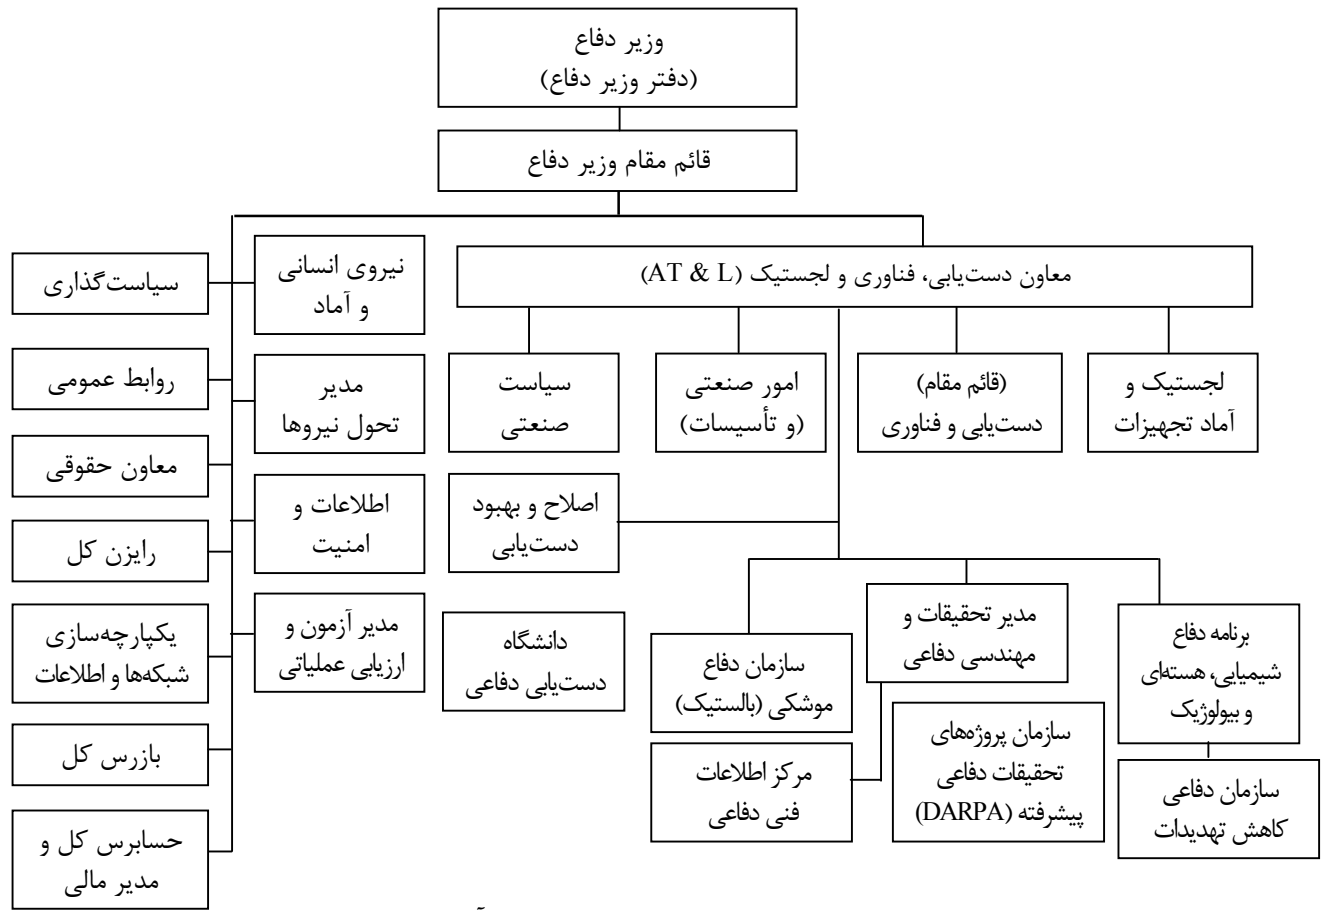 وزیر دفاع
(دفتر وزیر دفاع)
قائم مقام وزیر دفاع
معاون دست‌یابی، فناوری و لجستیک (AT & L)
لجستیک و
آماد تجهیزات
(قائم مقام)
دست‌یابی و فناوری
امور صنعتی
(و تأسیسات)
سیاست
صنعتی
اصلاح و بهبود
دست‌یابی
دانشگاه
دست‌یابی دفاعی
برنامه دفاع
شیمیایی، هسته‌ای
و بیولوژیک
سازمان دفاعی
کاهش تهدیدات
مدیر تحقیقات و
مهندسی دفاعی
سازمان پروژه‌های
تحقیقات دفاعی
پیشرفته (DARPA)
سازمان دفاع
موشکی (بالستیک)
مرکز اطلاعات
فنی دفاعی
نیروی انسانی
و آماد
مدیر
تحول نیروها
اطلاعات و
امنیت
مدیر آزمون و
ارزیابی عملیاتی
سیاست‌گذاری
روابط عمومی
معاون حقوقی
رایزن کل
یکپارچه‌سازی
شبکه‌ها و اطلاعات
بازرس کل
حسابرس کل و
مدیر مالی